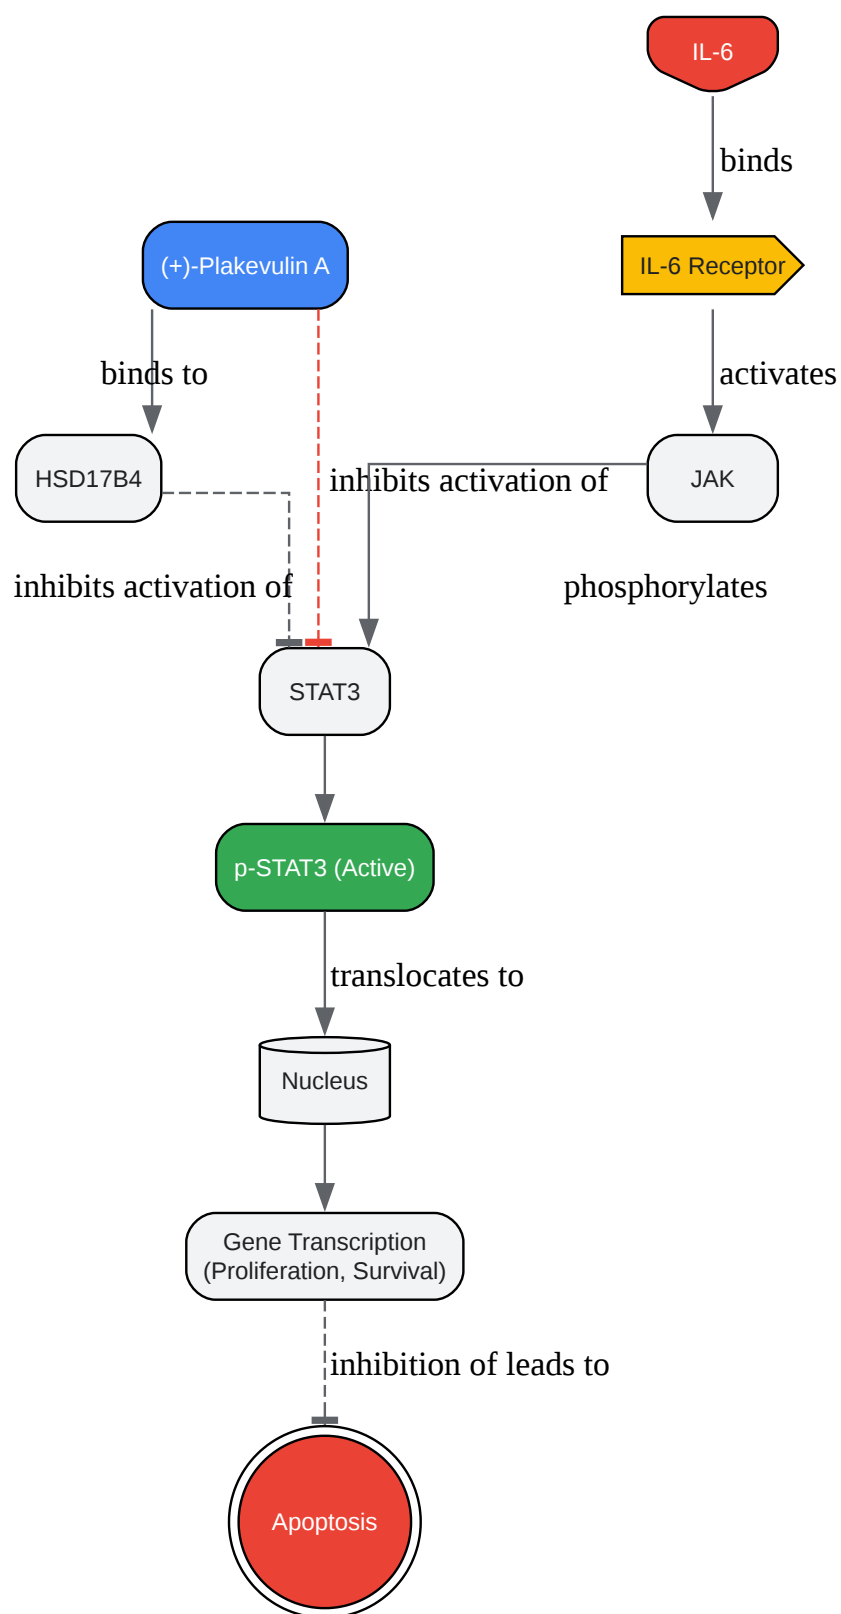 IL-6
binds
(+)-Plakevulin A
IL-6 Receptor
binds to
activates
HSD17B4
inhibits activation of
JAK
inhibits activation of
phosphorylates
STAT3
p-STAT3 (Active)
translocates to
Nucleus
Gene Transcription
(Proliferation, Survival)
inhibition of leads to
Apoptosis